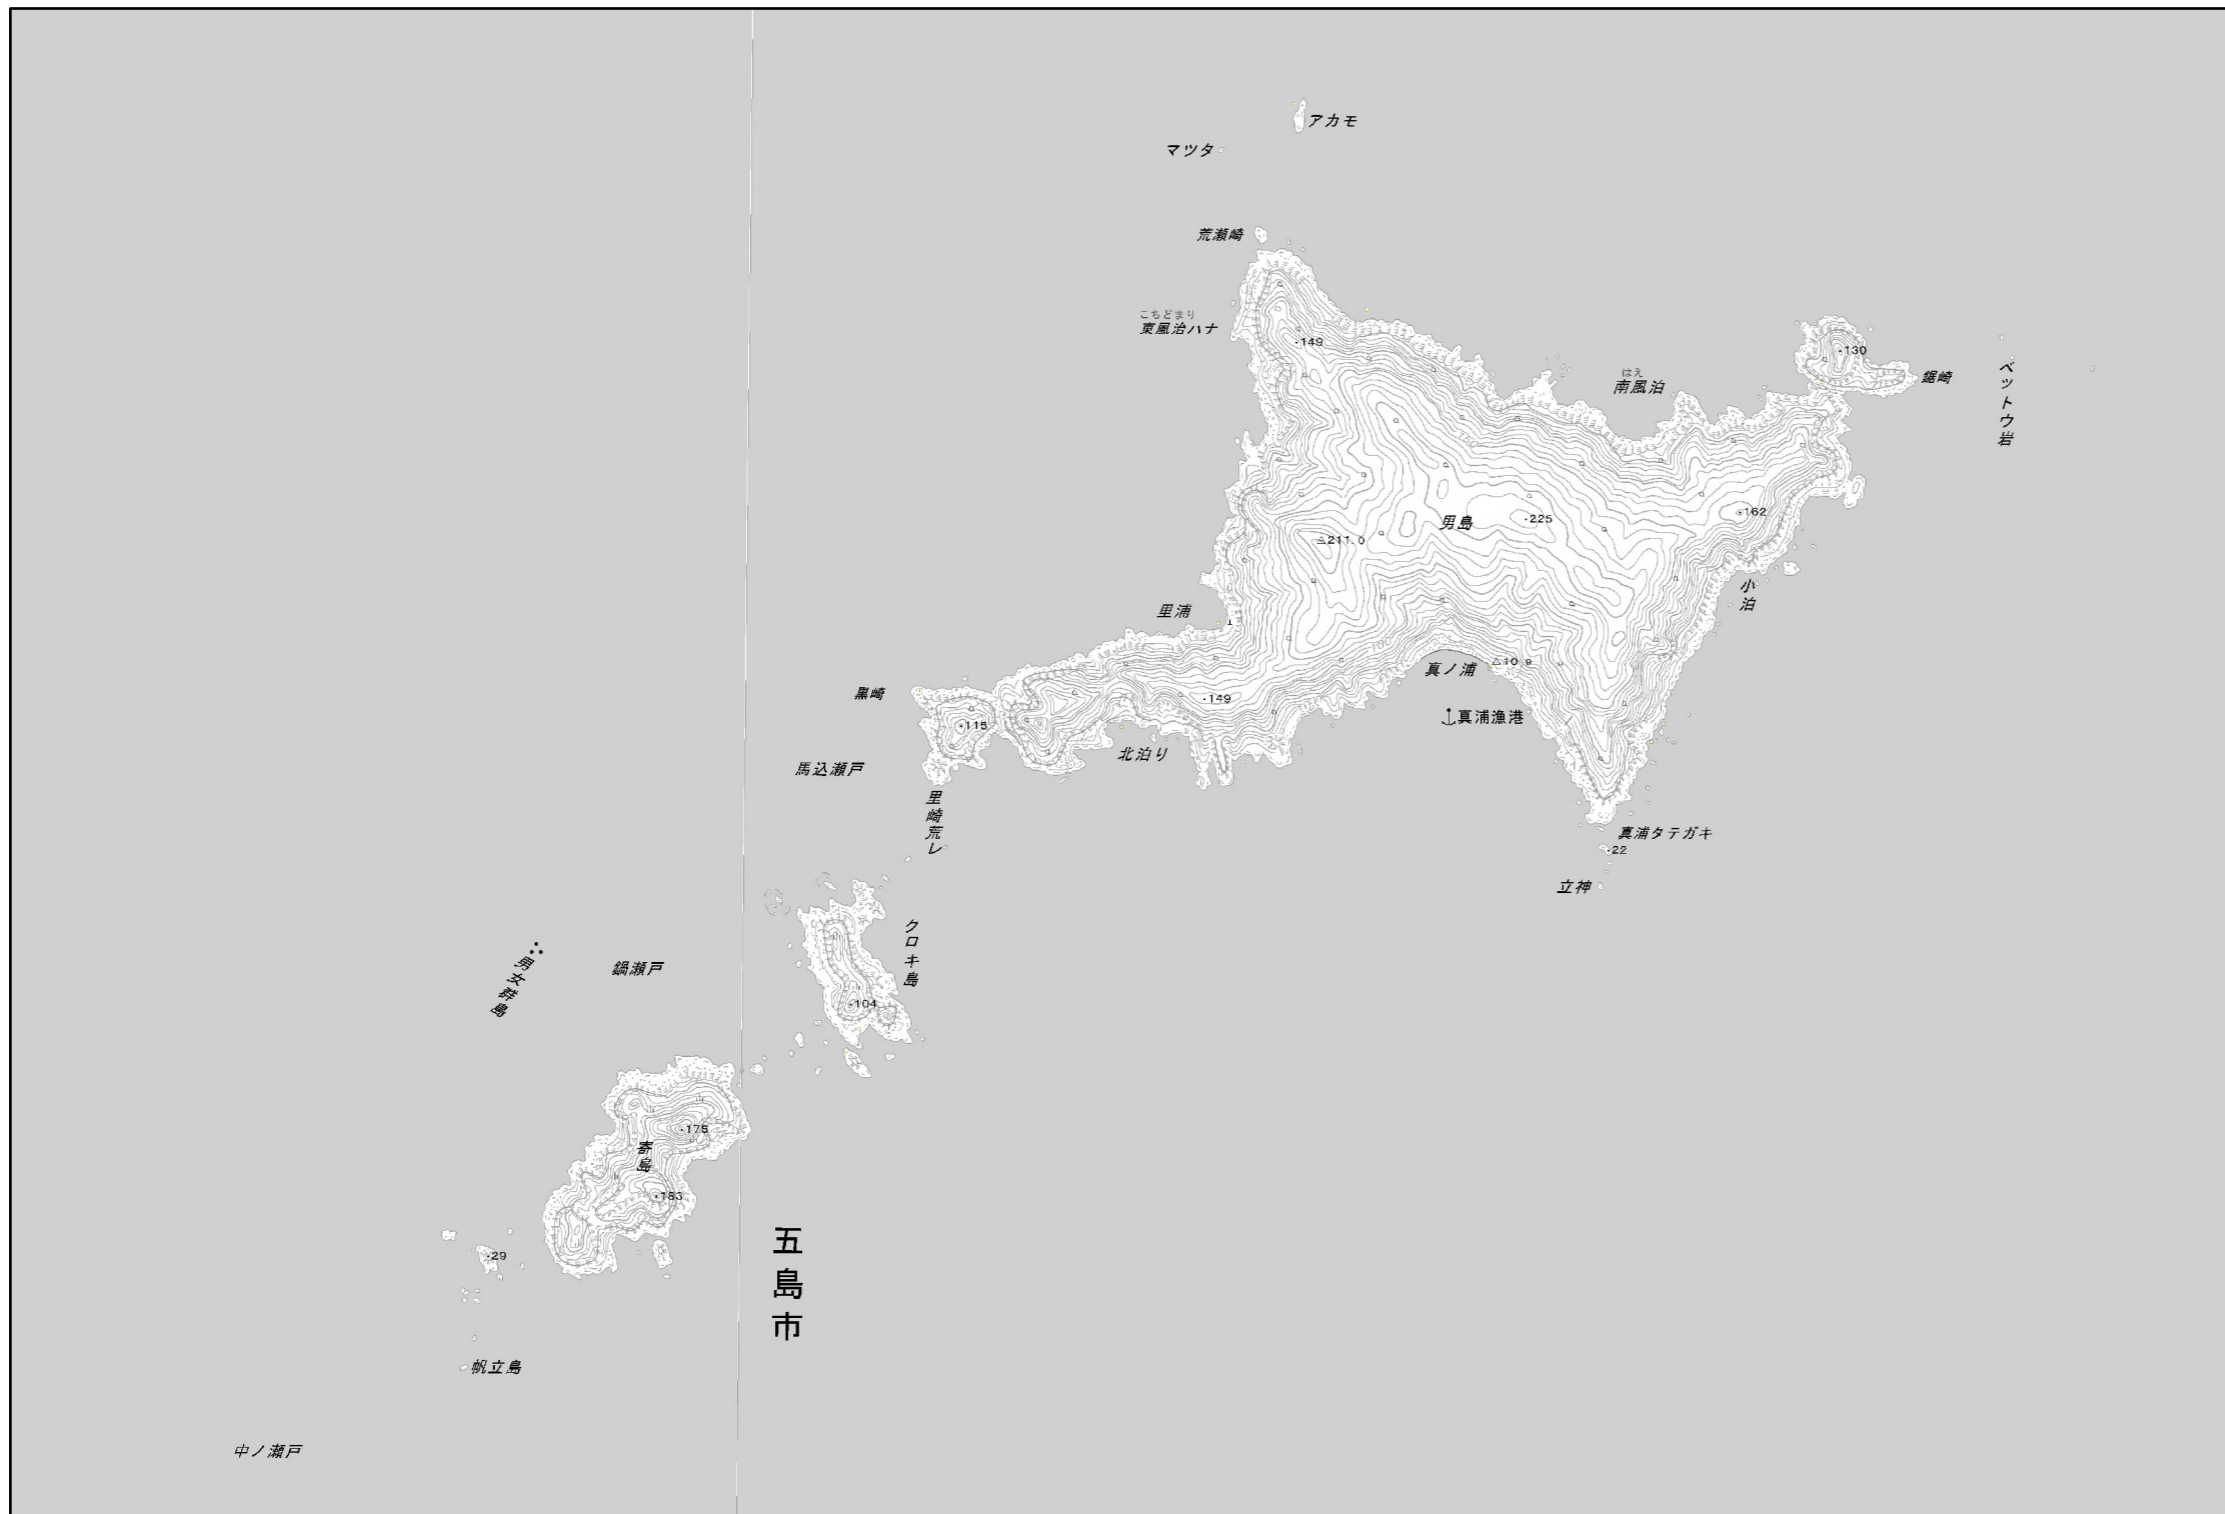 アカモ
マツタ
荒瀬崎
こちどまり
東風治ハナ
149
130
鋸崎
ベットウ岩
はえ
南風泊
162
男島
225
211.0
小泊
里浦
真ノ浦
10.9
黒崎
115
149
真浦漁港
北泊り
馬込瀬戸
里崎荒レ
真浦タテガキ
22
立神
クロキ島
男女群島
鍋瀬戸
104
175
寄島
183
29
五島市
帆立島
中ノ瀬戸